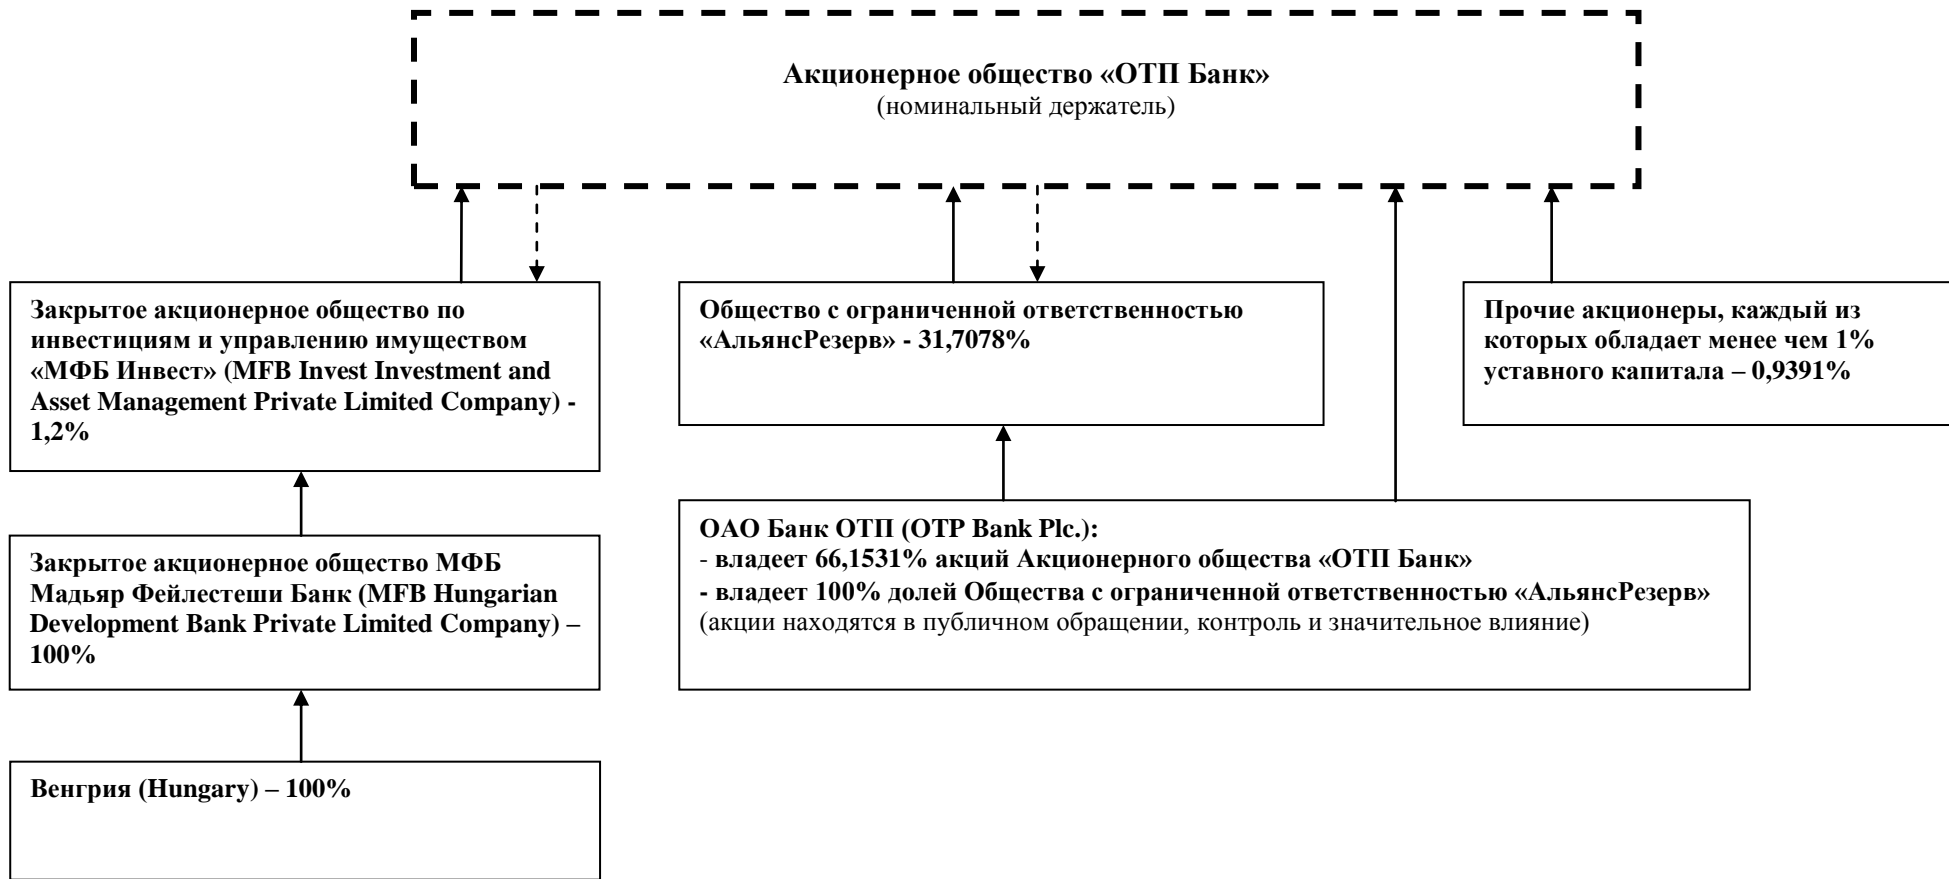 Акционерное общество «ОТП Банк»
(номинальный держатель)
Закрытое акционерное общество по
инвестициям и управлению имуществом
«МФБ Инвест» (MFB Invest Investment and
Asset Management Private Limited Company) -
1,2%
Общество с ограниченной ответственностью
«АльянсРезерв» - 31,7078%
Прочие акционеры, каждый из
которых обладает менее чем 1%
уставного капитала – 0,9391%
Закрытое акционерное общество МФБ
Мадьяр Фейлестеши Банк (MFB Hungarian
Development Bank Private Limited Company) –
100%
ОАО Банк ОТП (OTP Bank Plc.):
- владеет 66,1531% акций Акционерного общества «ОТП Банк»
- владеет 100% долей Общества с ограниченной ответственностью «АльянсРезерв»
(акции находятся в публичном обращении, контроль и значительное влияние)
Венгрия (Hungary) – 100%